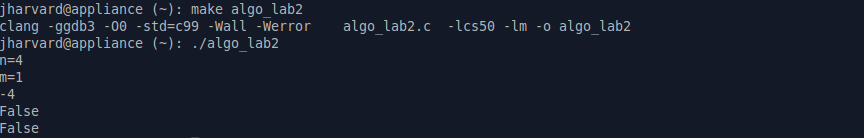 jharvard@appliance (~): make algo_lab2
clang -ggdb3 -O0 -std=c99 -Wall -Werror    algo_lab2.c  -lcs50 -lm -o algo_lab2
jharvard@appliance (~): ./algo_lab2
n=4
m=1
-4
False
False